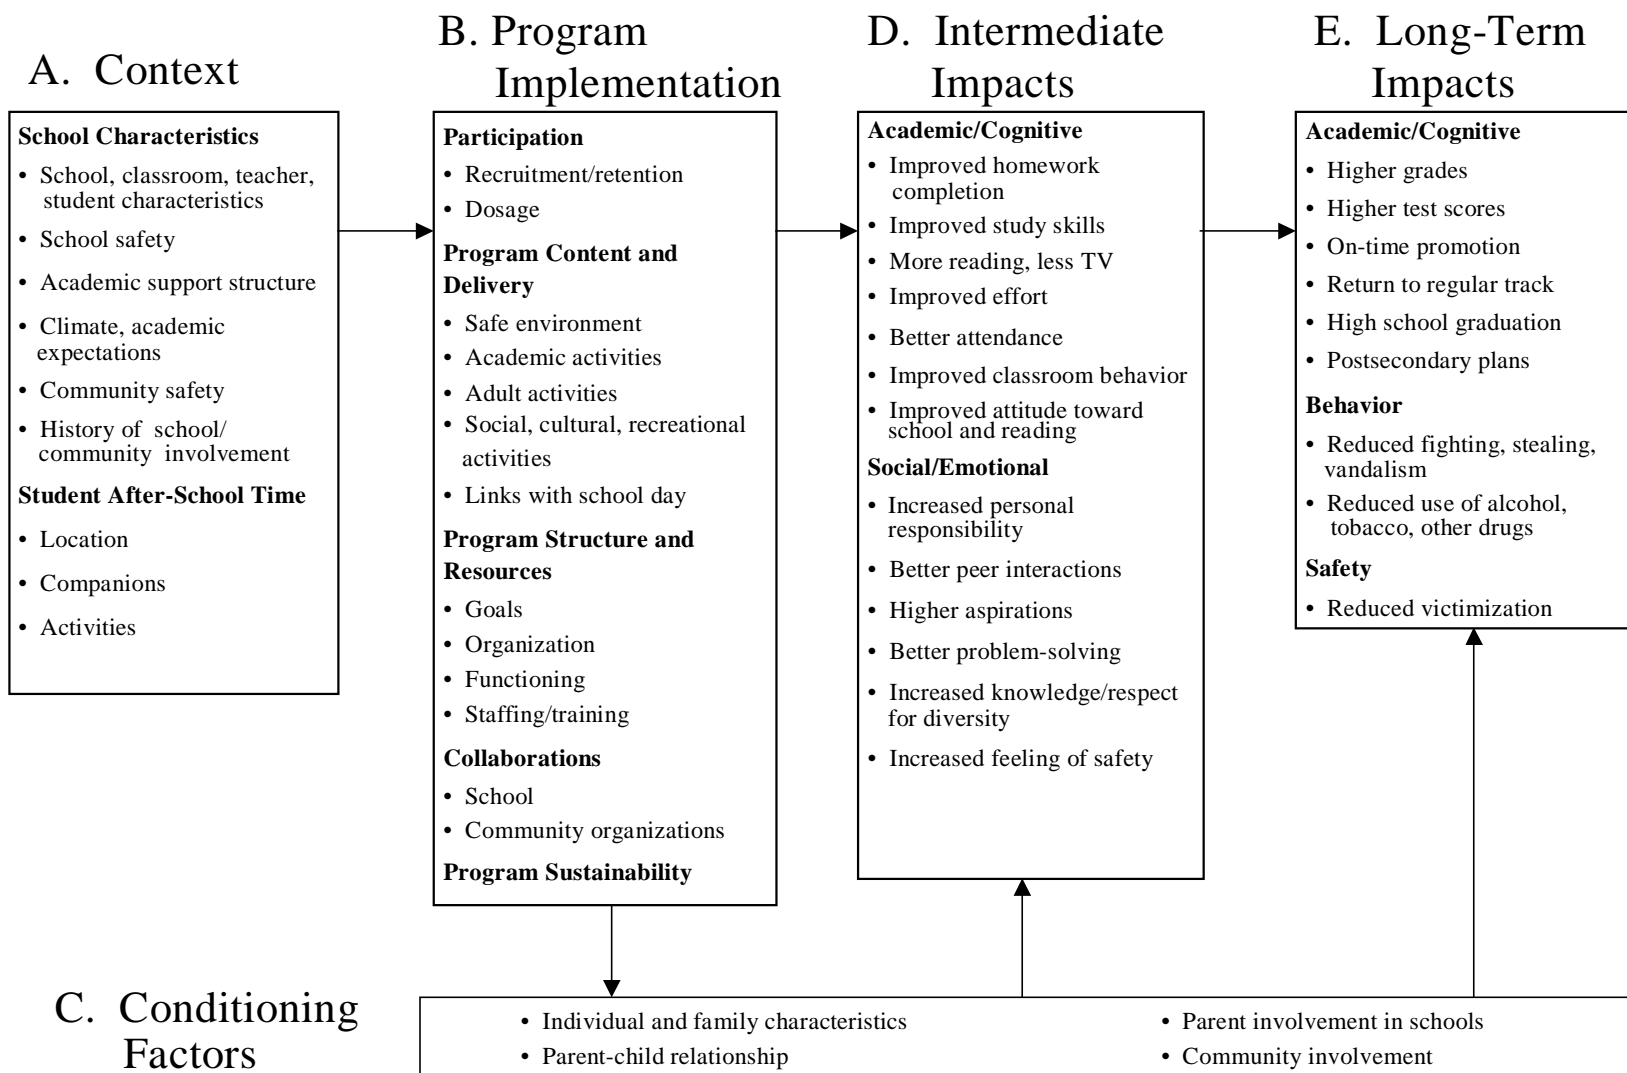 A. Context
School Characteristics
• School, classroom, teacher,
student characteristics
• School safety
• Academic support structure
• Climate, academic
expectations
• Community safety
• History of school/
community involvement
Student After-School Time
• Location
• Companions
• Activities
B. Program
Implementation
Participation
• Recruitment/retention
• Dosage
Program Content and
Delivery
• Safe environment
• Academic activities
• Adult activities
• Social, cultural, recreational
activities
• Links with school day
Program Structure and
Resources
• Goals
• Organization
• Functioning
• Staffing/training
Collaborations
• School
• Community organizations
Program Sustainability
D. Intermediate
Impacts
Academic/Cognitive
• Improved homework
completion
• Improved study skills
• More reading, less TV
• Improved effort
• Better attendance
• Improved classroom behavior
• Improved attitude toward
school and reading
Social/Emotional
• Increased personal
responsibility
• Better peer interactions
• Higher aspirations
• Better problem-solving
• Increased knowledge/respect
for diversity
• Increased feeling of safety
E. Long-Term
Impacts
Academic/Cognitive
• Higher grades
• Higher test scores
• On-time promotion
• Return to regular track
• High school graduation
• Postsecondary plans
Behavior
• Reduced fighting, stealing,
vandalism
• Reduced use of alcohol,
tobacco, other drugs
Safety
• Reduced victimization
C. Conditioning
Factors
• Individual and family characteristics
• Parent-child relationship
• Parent involvement in schools
• Community involvement